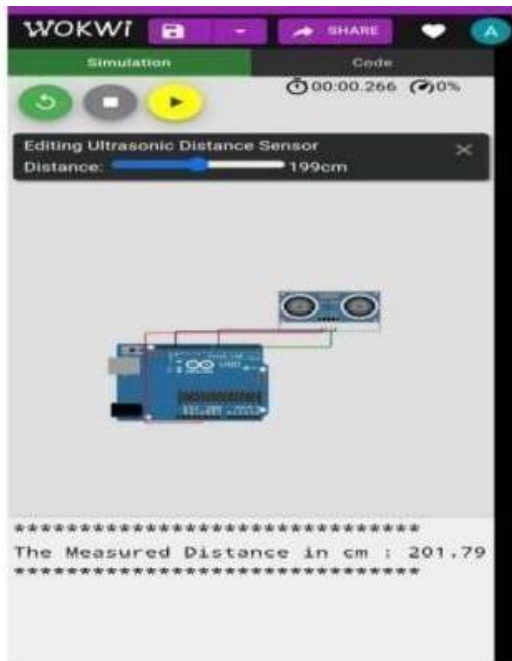 WOKWI SHARE A
Simulation Code
00:00.266 0%
Editing Ultrasonic Distance Sensor
Distance: 199cm
UNO
*******************************
The Measured Distance in cm : 201.79
*******************************